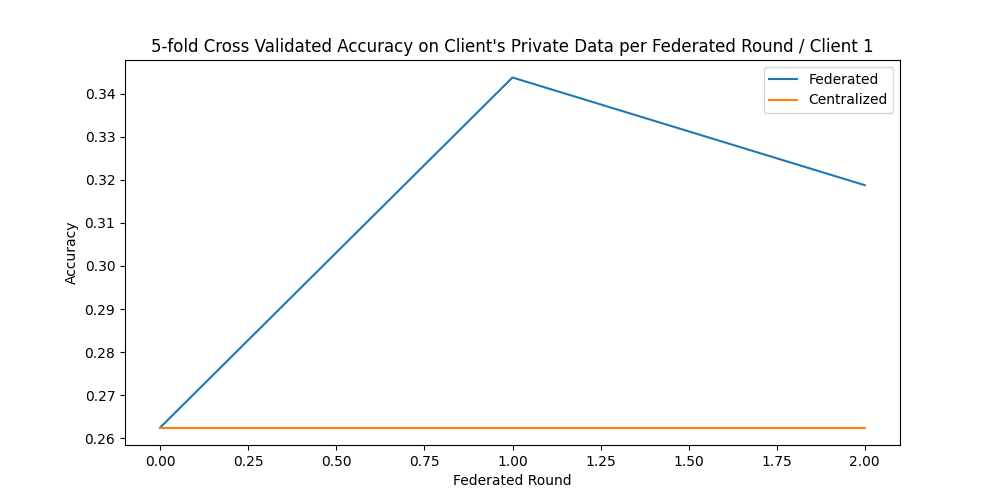 5-fold Cross Validated Accuracy on Client's Private Data per Federated Round / Client 1
Federated
Centralized
Accuracy
0.34
0.33
0.32
0.31
0.30
0.29
0.28
0.27
0.26
0.00 0.25 0.50 0.75 1.00 1.25 1.50 1.75 2.00
Federated Round